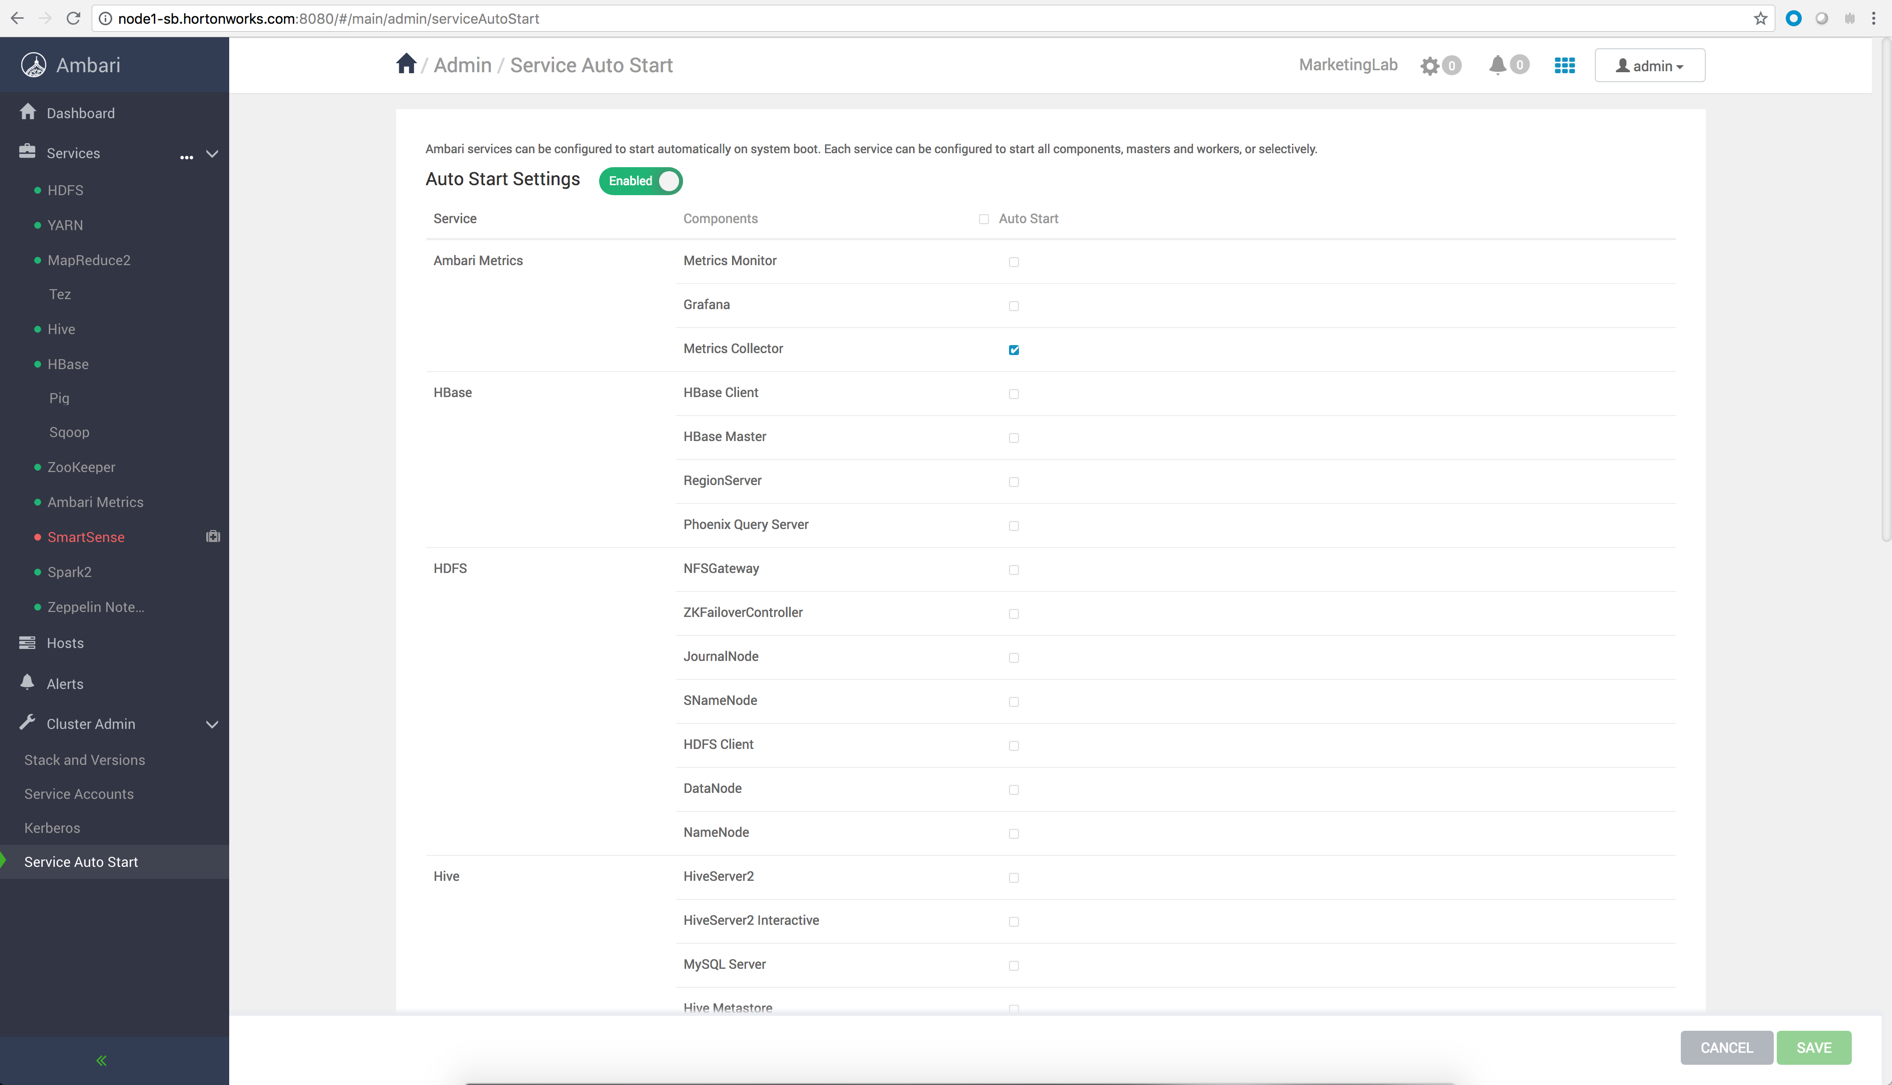 node1-sb.hortonworks.com:8080/#/main/admin/serviceAutoStart
Ambari
/ Admin / Service Auto Start
MarketingLab
0
0
admin
Dashboard
Services
...
HDFS
YARN
MapReduce2
Tez
Hive
HBase
Pig
Sqoop
ZooKeeper
Ambari Metrics
SmartSense
Spark2
Zeppelin Note...
Hosts
Alerts
Cluster Admin
Stack and Versions
Service Accounts
Kerberos
Service Auto Start
Ambari services can be configured to start automatically on system boot. Each service can be configured to start all components, masters and workers, or selectively.
Auto Start Settings
Enabled
Service
Components
Auto Start
Ambari Metrics
Metrics Monitor
Grafana
Metrics Collector
HBase
HBase Client
HBase Master
RegionServer
Phoenix Query Server
HDFS
NFSGateway
ZKFailoverController
JournalNode
SNameNode
HDFS Client
DataNode
NameNode
Hive
HiveServer2
HiveServer2 Interactive
MySQL Server
Hive Metastore
CANCEL
SAVE